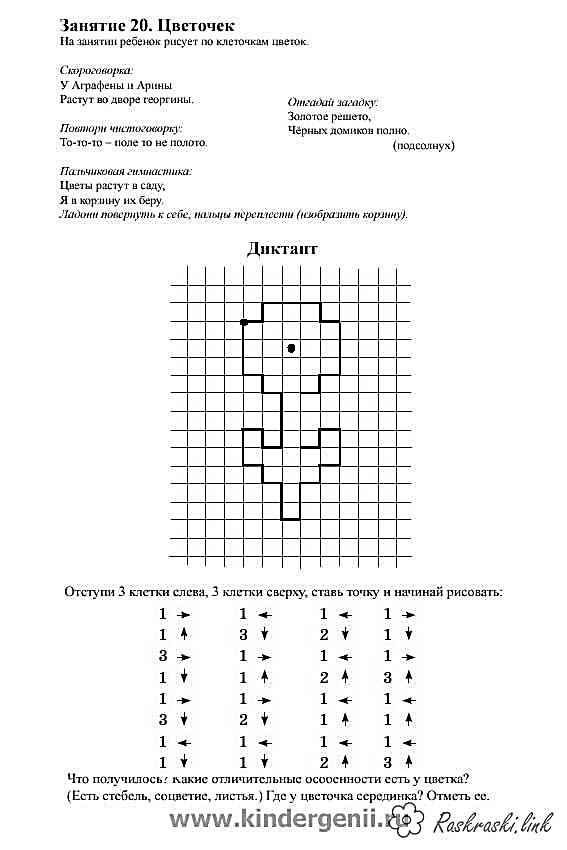 Занятие 20. Цветочек
На занятии ребенок рисует по клеточкам цветок.
Скороговорка:
У Аграфены и Арины
Растут во дворе георгины.
Повтори чистоговорку:
То-то-то – поле то не полото.
Отгадай загадку:
Золотое решето,
Чёрных домиков полно.
(подсолнух)
Пальчиковая гимнастика:
Цветы растут в саду,
Я в корзину их беру.
Ладони повернуть к себе, пальцы переплести (изобразить корзину).
Диктант
Отступи 3 клетки слева, 3 клетки сверху, ставь точку и начинай рисовать:
1 → 1 ← 1 ← 1 →
1 ↑ 3 ↓ 2 ↓ 1 ↓
3 → 1 → 1 ← 1 →
1 ↓ 1 ↑ 2 ↑ 3 ↑
1 → 1 → 1 ← 1 ←
3 ↓ 2 ↓ 1 ↑ 1 ↑
1 ← 1 ← 1 ← 1 ←
1 ↓ 1 ↓ 2 ↑ 3 ↑
Что получилось? Какие отличительные особенности есть у цветка?
(Есть стебель, соцветие, листья.) Где у цветочка серединка? Отметь ее.
www.kindergenii.ru
Raskraski.link